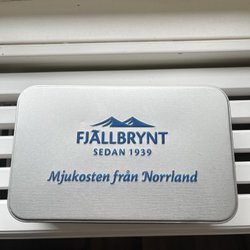 FJÄLLBRYNT
SEDAN 1939
Mjukosten från Norrland